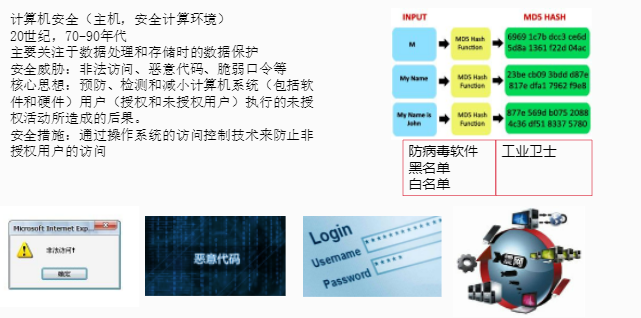 计算机安全（主机，安全计算环境）
20世纪，70-90年代
主要关注于数据处理和存储时的数据保护
安全威胁：非法访问、恶意代码、脆弱口令等
核心思想：预防、检测和减小计算机系统（包括软
件和硬件）用户（授权和未授权用户）执行的未授
权活动所造成的后果。
安全措施：通过操作系统的访问控制技术来防止非
授权用户的访问
INPUT
MD5 HASH
M
MD5 Hash
Function
6969 1c7b dcc3 ce6d
5d8a 1361 f22d 04ac
My Name
MD5 Hash
Function
23be cb09 3bdd d87e
817e dfa1 7962 f9e8
My Name is
John
MD5 Hash
Function
877e 569d b075 2088
4c36 df51 8337 5780
防病毒软件
黑名单
白名单
工业卫士
Microsoft Internet Exp...
非法访问!
确定
恶意代码
Login
Username
Password